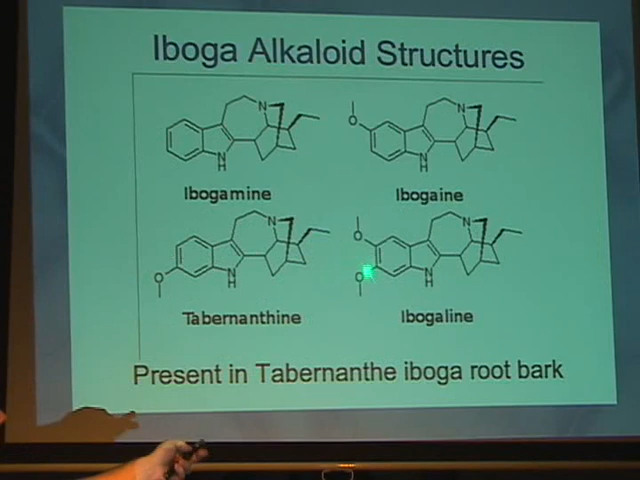 Iboga Alkaloid Structures
N
N
O
N
H
N
H
Ibogamine
Ibogaine
N
O
N
O
N
H
O
N
H
Tabernanthine
Ibogaline
Present in Tabernanthe iboga root bark